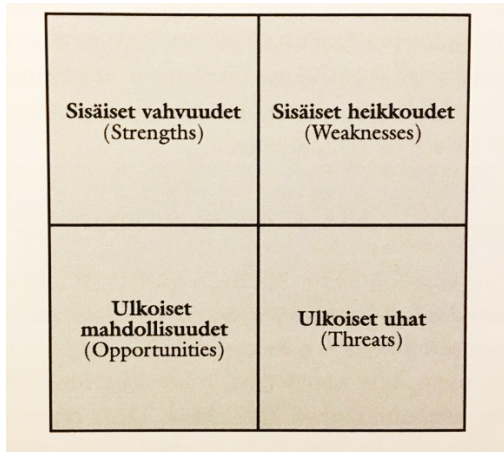 Sisäiset vahvuudet
(Strengths)
Sisäiset heikkoudet
(Weaknesses)
Ulkoiset
mahdollisuudet
(Opportunities)
Ulkoiset uhat
(Threats)